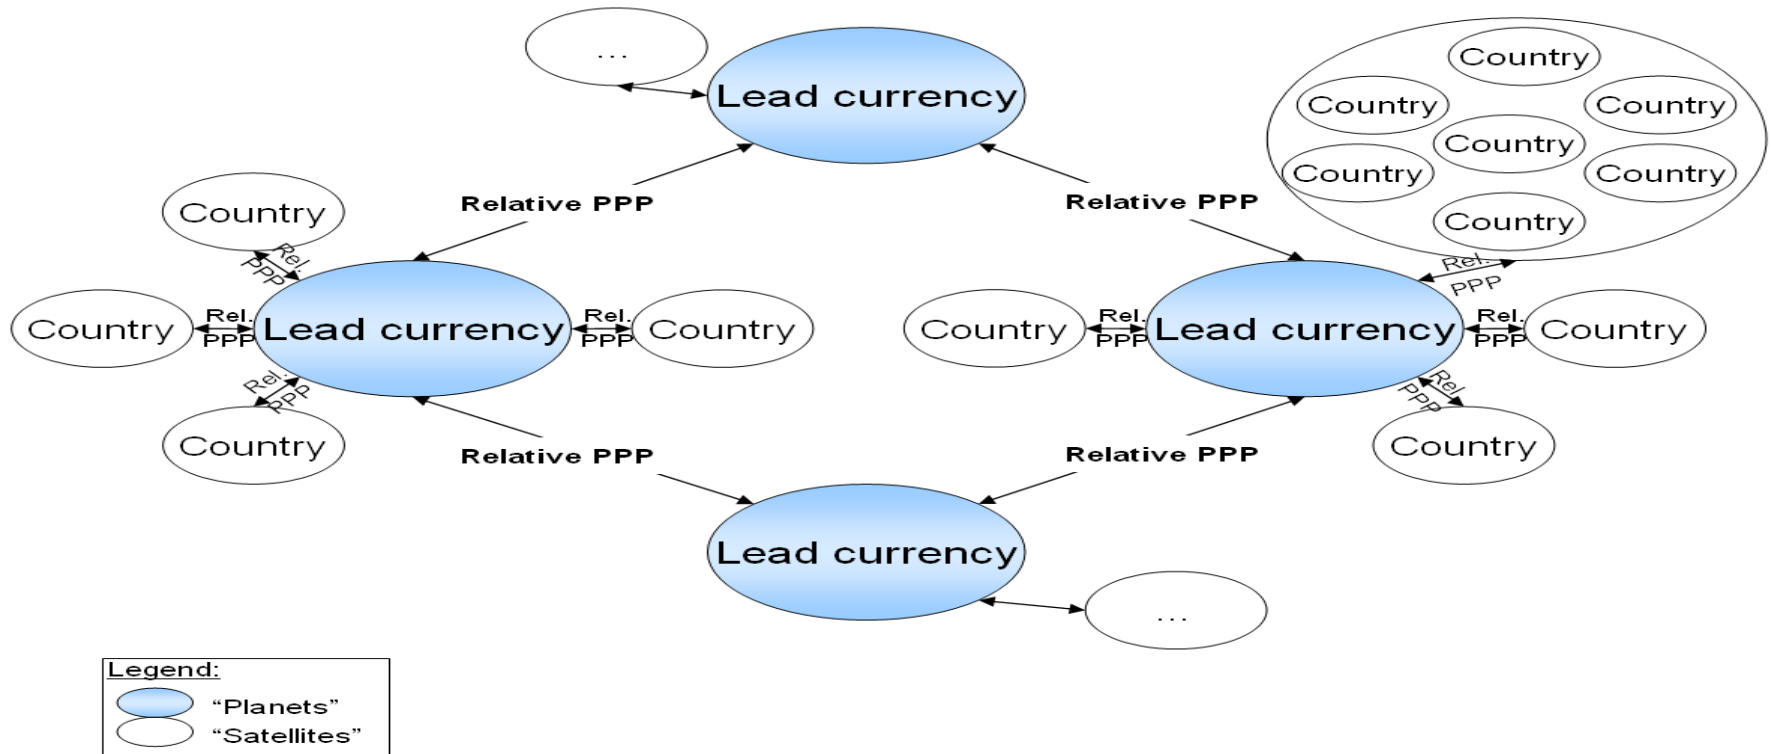 ...
Lead currency
Country
Country
Country
Country
Country
Country
Country
Relative PPP
Relative PPP
Country
Rel.
PPP
Rel.
PPP
Country
Rel.
PPP
Lead currency
Rel.
PPP
Country
Country
Rel.
PPP
Lead currency
Rel.
PPP
Country
Rel.
PPP
Country
Rel.
PPP
Country
Relative PPP
Relative PPP
Lead currency
...
Legend:
“Planets”
“Satellites”